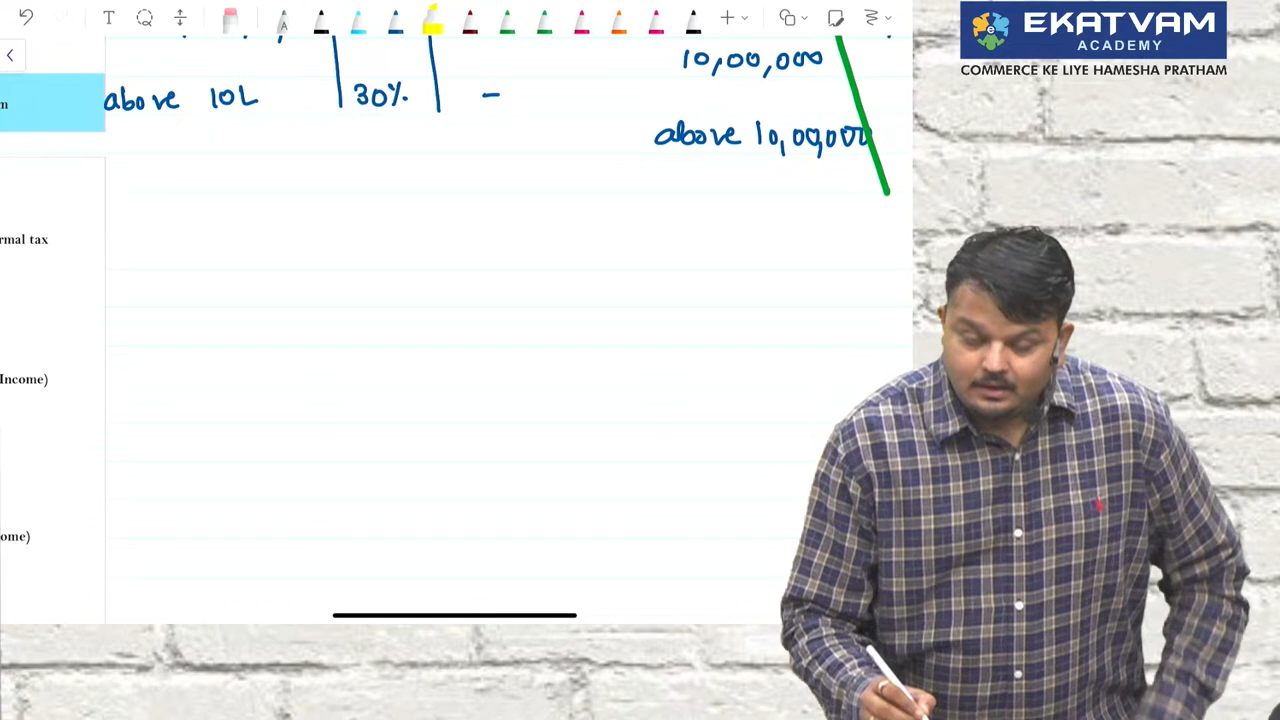 EKATVAM
ACADEMY
COMMERCE KE LIYE HAMESHA PRATHAM
10,00,000
above 10L 30% -
above 10,00,000
m
rmal tax
Income)
ome)